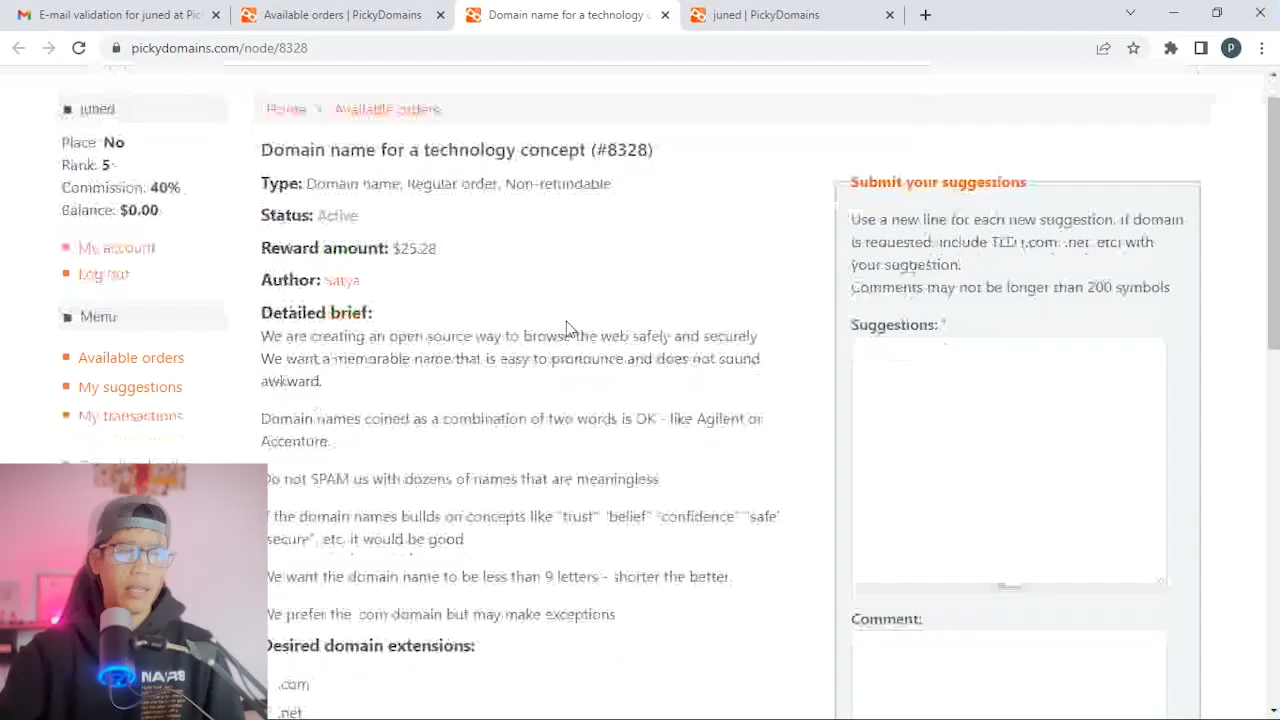 E-mail validation for juned at Pick
Available orders | PickyDomains
Domain name for a technology c
juned | PickyDomains
pickydomains.com/node/8328
P
juned
Home
Available orders
Place: No
Rank: 5
Commission: 40%
Balance: $0.00
My account
Log out
Menu
Available orders
My suggestions
My transactions
Domain name for a technology concept (#8328)
Type: Domain name, Regular order, Non-refundable
Status: Active
Reward amount: $25.28
Author: Satya
Detailed brief:
We are creating an open source way to browse the web safely and securely
We want a memorable name that is easy to pronounce and does not sound
awkward.
Domain names coined as a combination of two words is OK - like Agilent or
Accenture.
Do not SPAM us with dozens of names that are meaningless
f the domain names builds on concepts like "trust" "belief" "confidence" "safe"
secure", etc. it would be good
We want the domain name to be less than 9 letters - shorter the better
We prefer the .com domain but may make exceptions
Desired domain extensions:
.com
.net
Submit your suggestions
Use a new line for each new suggestion. If domain
is requested, include TLD (.com, .net, etc) with
your suggestion.
Comments may not be longer than 200 symbols
Suggestions: *
Comment: